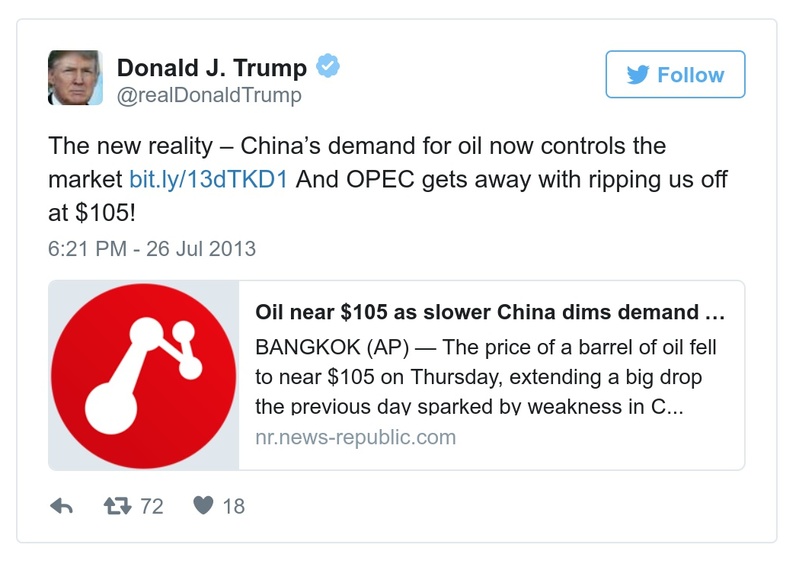 Donald J. Trump
@realDonaldTrump
Follow
The new reality – China’s demand for oil now controls the
market bit.ly/13dTKD1 And OPEC gets away with ripping us off
at $105!
6:21 PM - 26 Jul 2013
Oil near $105 as slower China dims demand …
BANGKOK (AP) — The price of a barrel of oil fell
to near $105 on Thursday, extending a big drop
the previous day sparked by weakness in C...
nr.news-republic.com
72 18